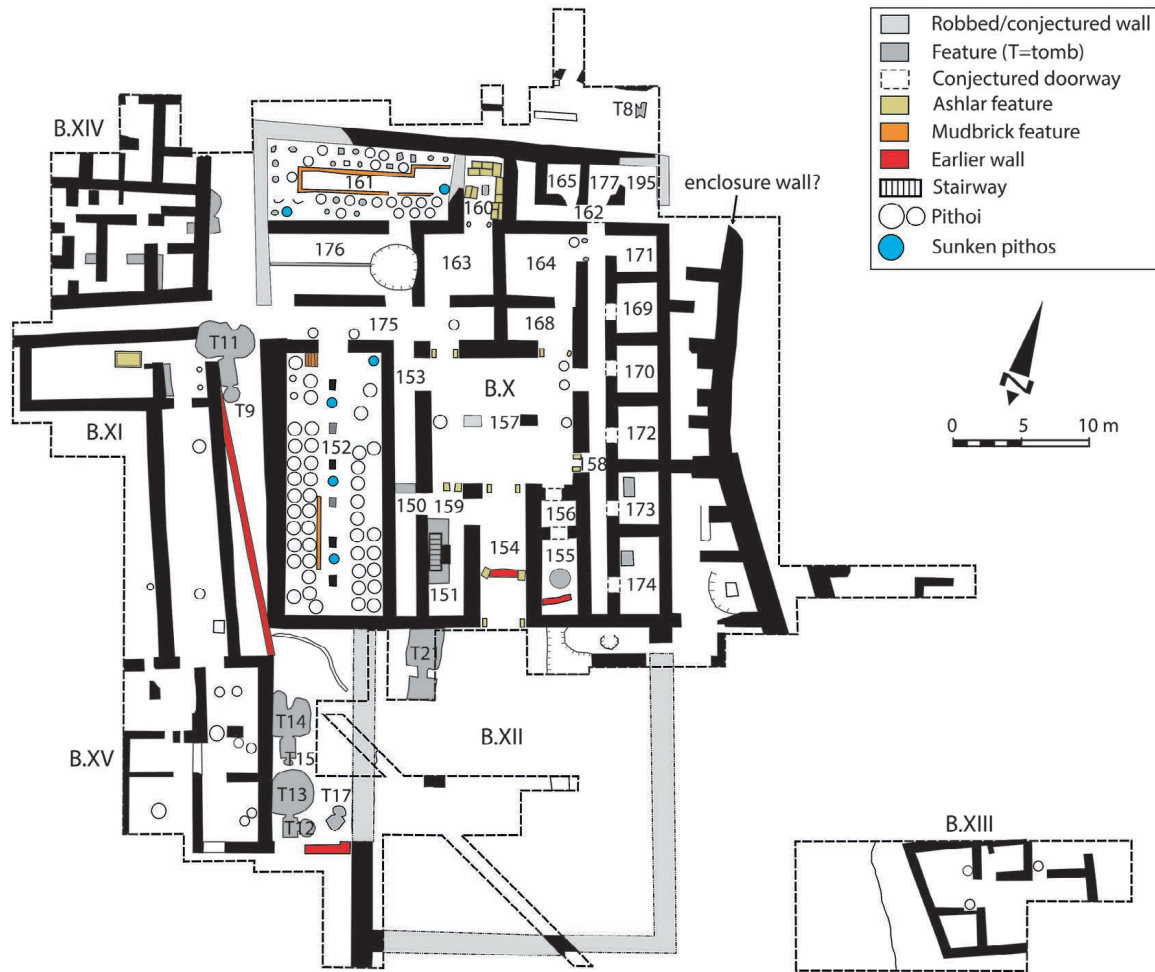 Robbed/conjectured wall
Feature (T=tomb)
Conjectured doorway
Ashlar feature
Mudbrick feature
Earlier wall
Stairway
Pithoi
Sunken pithos
T8
B.XIV
165
177
195
161
enclosure wall?
160
162
176
163
164
171
169
175
168
T11
153
B.X
170
T9
N
B.XI
157
172
0 5 10 m
152
58
150
159
156
173
154
155
151
174
T21
T14
B.XII
B.XV
T15
T13
T17
T12
B.XIII